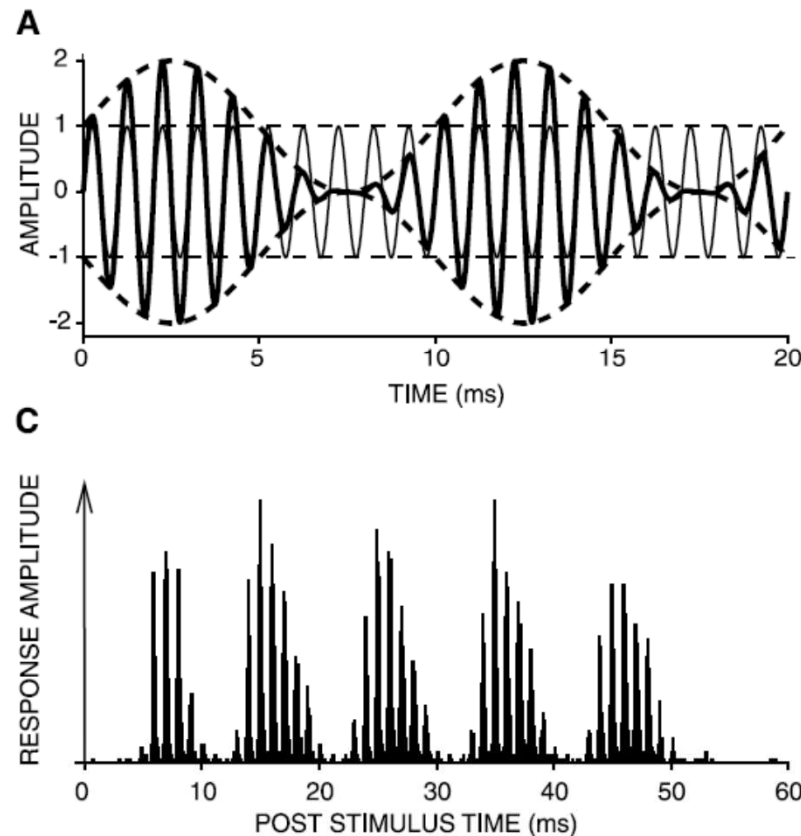 A
AMPLITUDE
2
1
0
-1
-2
0 5 10 15 20
TIME (ms)
C
RESPONSE AMPLITUDE
0 10 20 30 40 50 60
POST STIMULUS TIME (ms)